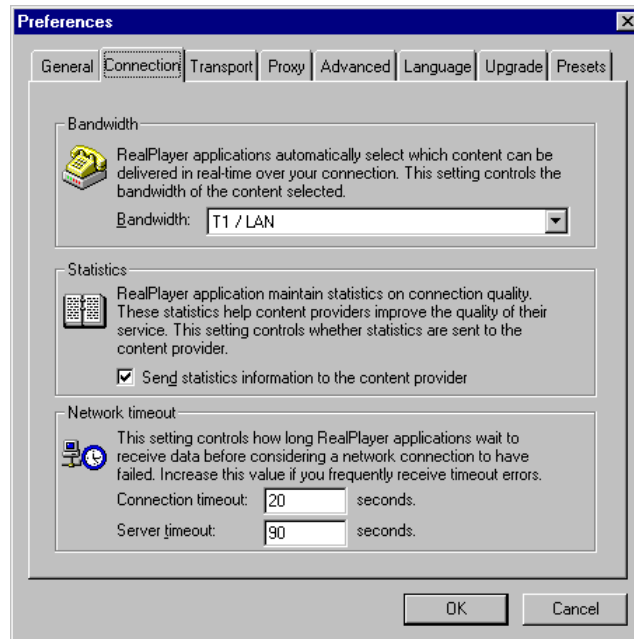 Preferences
General Connection Transport Proxy Advanced Language Upgrade Presets
Bandwidth
RealPlayer applications automatically select which content can be
delivered in real-time over your connection. This setting controls the
bandwidth of the content selected.
Bandwidth: T1 / LAN
Statistics
RealPlayer application maintain statistics on connection quality.
These statistics help content providers improve the quality of their
service. This setting controls whether statistics are sent to the
content provider.
Send statistics information to the content provider
Network timeout
This setting controls how long RealPlayer applications wait to
receive data before considering a network connection to have
failed. Increase this value if you frequently receive timeout errors.
Connection timeout: 20 seconds.
Server timeout: 90 seconds.
OK Cancel